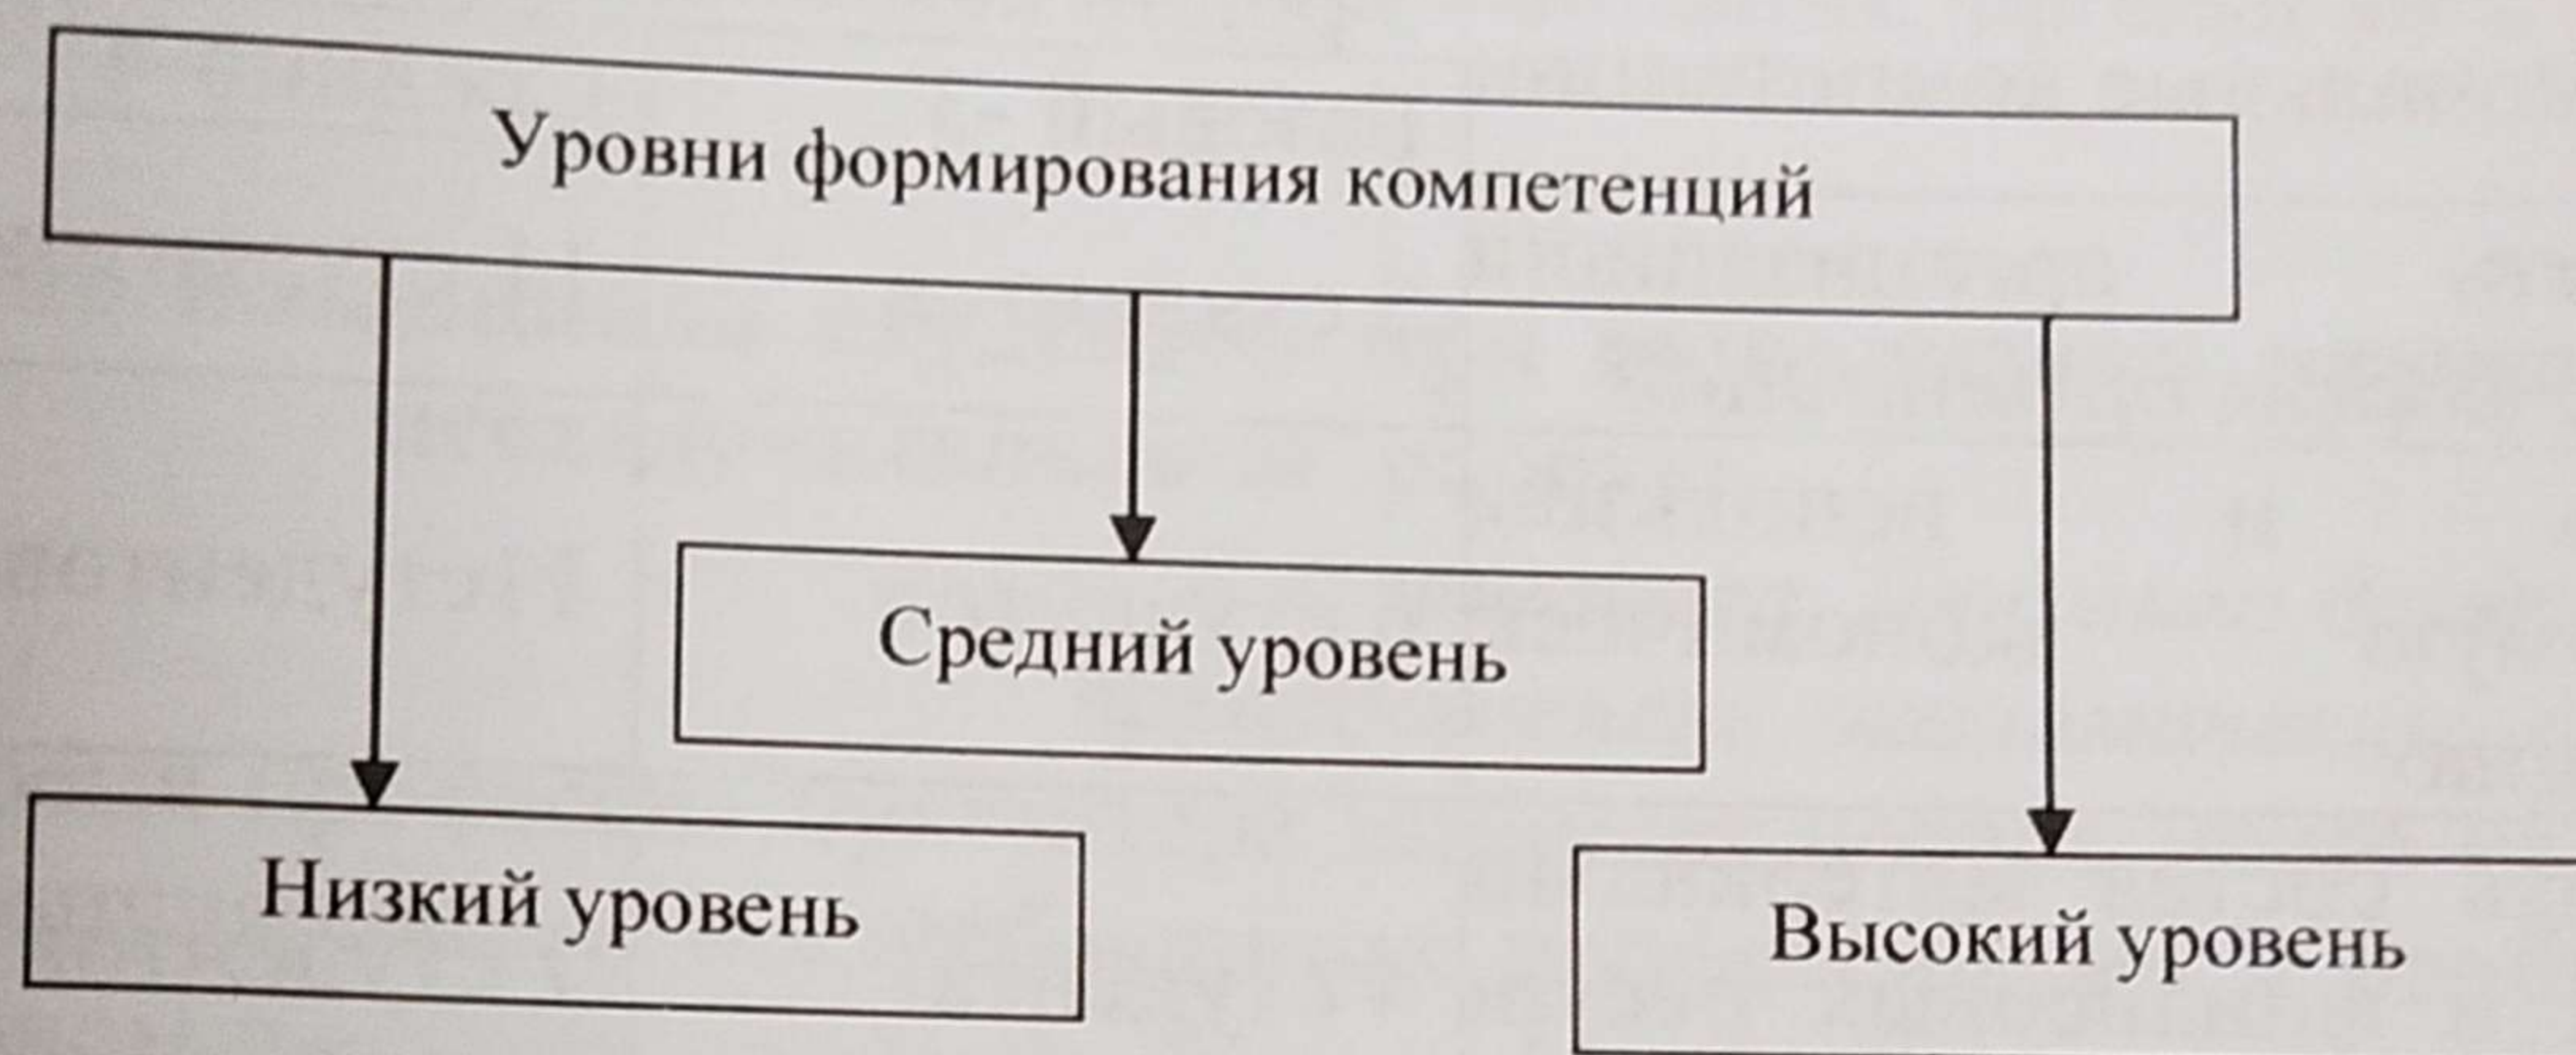 Уровни формирования компетенций
Средний уровень
Низкий уровень
Высокий уровень